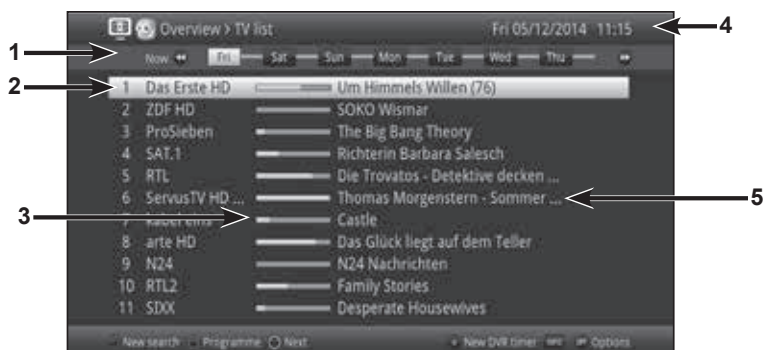 Overview > TV list Fri 05/12/2014 11:15 4
1 Now Fri Sat Sun Mon Tue Wed Thu
2 1 Das Erste HD Um Himmels Willen (76)
2 ZDF HD SOKO Wismar
3 ProSieben The Big Bang Theory
4 SAT.1 Richterin Barbara Salesch
5 RTL Die Trovatos - Detektive decken ...
6 ServusTV HD ... Thomas Morgenstern - Sommer ... 5
3 7 kabel eins Castle
8 arte HD Das Glück liegt auf dem Teller
9 N24 N24 Nachrichten
10 RTL2 Family Stories
11 SIXX Desperate Housewives
New search Programme Next New DVR timer Options